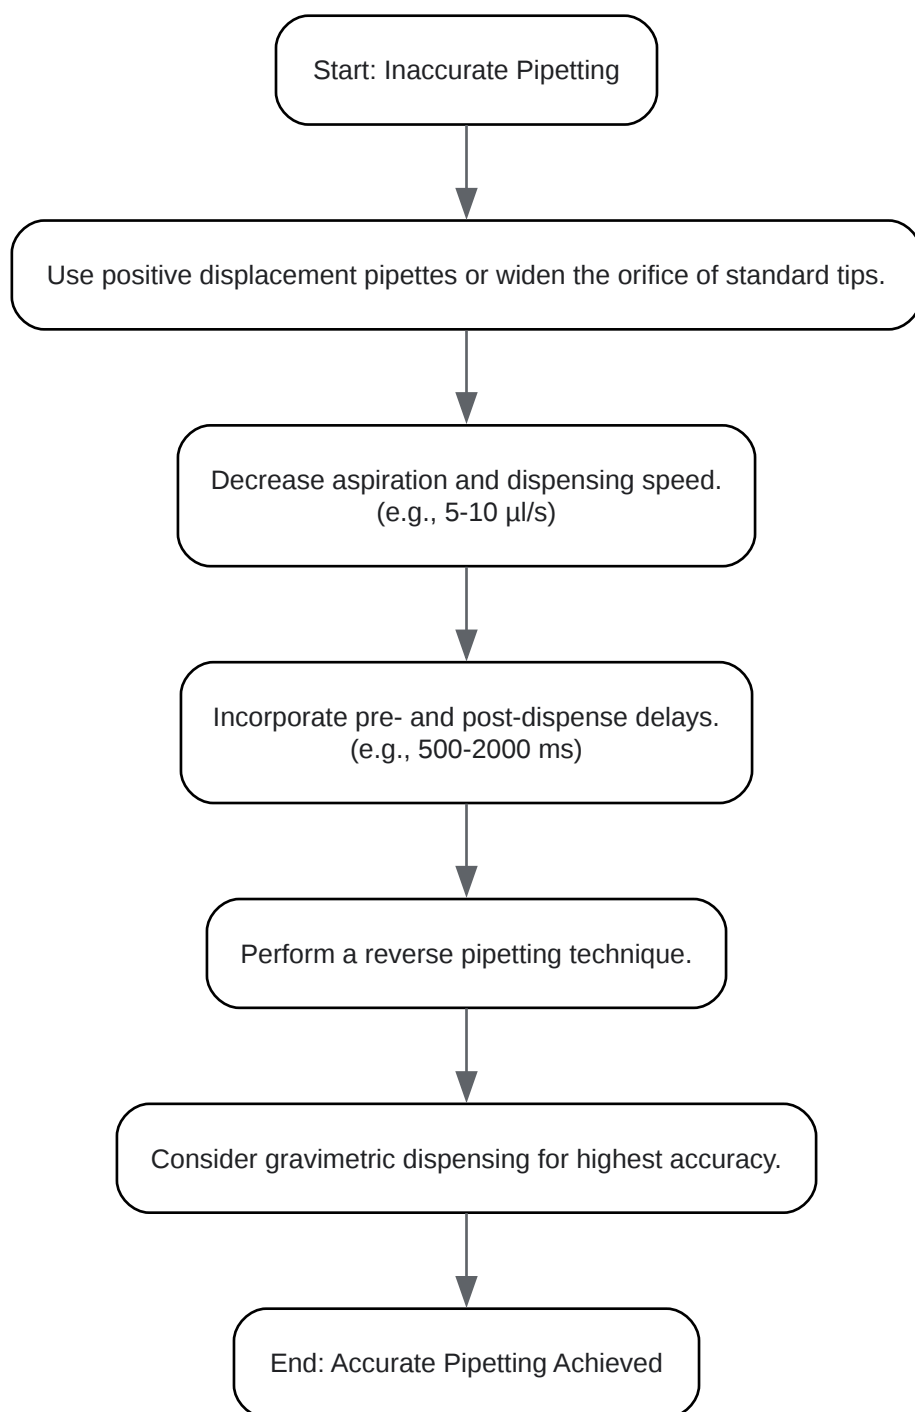 Start: Inaccurate Pipetting
Use positive displacement pipettes or widen the orifice of standard tips.
Decrease aspiration and dispensing speed.
(e.g., 5-10 µl/s)
Incorporate pre- and post-dispense delays.
(e.g., 500-2000 ms)
Perform a reverse pipetting technique.
Consider gravimetric dispensing for highest accuracy.
End: Accurate Pipetting Achieved